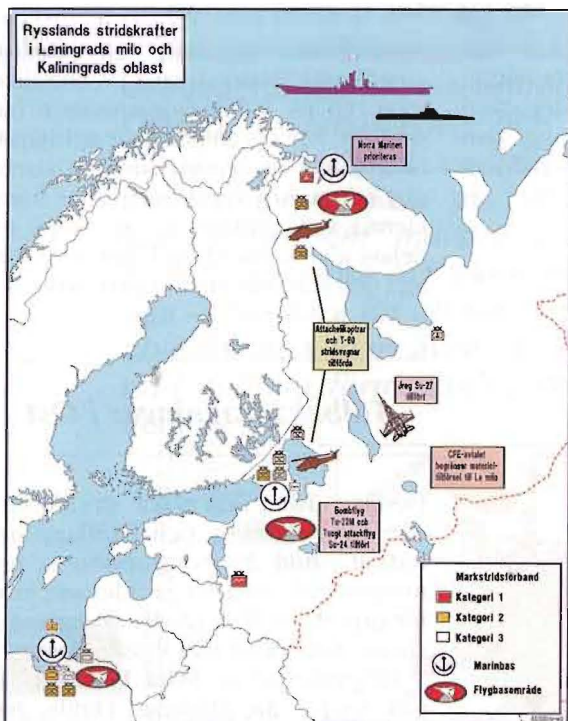 Rysslands stridskrafter
i Leningrads milo och
Kaliningrads oblast
Norra Marinen
prioriteras
Attackhelikoptrar
och T-80
stridsvagnar
tillförda
Jreg Su-27
tillfört
CFE-avtalet
begränsar materiel-
tillförsel till Le milo
Bombflyg
Tu-22M och
Tungt attackflyg
Su-24 tillfört
Markstridsförband
Kategori 1
Kategori 2
Kategori 3
Marinbas
Flygbasområde